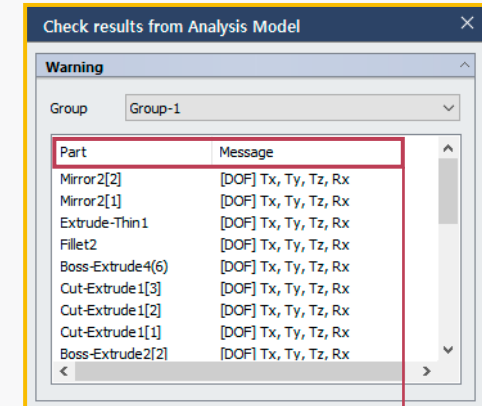 Check results from Analysis Model
Warning
Group Group-1
Part Message
Mirror2[2] [DOF] Tx, Ty, Tz, Rx
Mirror2[1] [DOF] Tx, Ty, Tz, Rx
Extrude-Thin1 [DOF] Tx, Ty, Tz, Rx
Fillet2 [DOF] Tx, Ty, Tz, Rx
Boss-Extrude4(6) [DOF] Tx, Ty, Tz, Rx
Cut-Extrude1[3] [DOF] Tx, Ty, Tz, Rx
Cut-Extrude1[2] [DOF] Tx, Ty, Tz, Rx
Cut-Extrude1[1] [DOF] Tx, Ty, Tz, Rx
Boss-Extrude2[2] [DOF] Tx, Ty, Tz, Rx